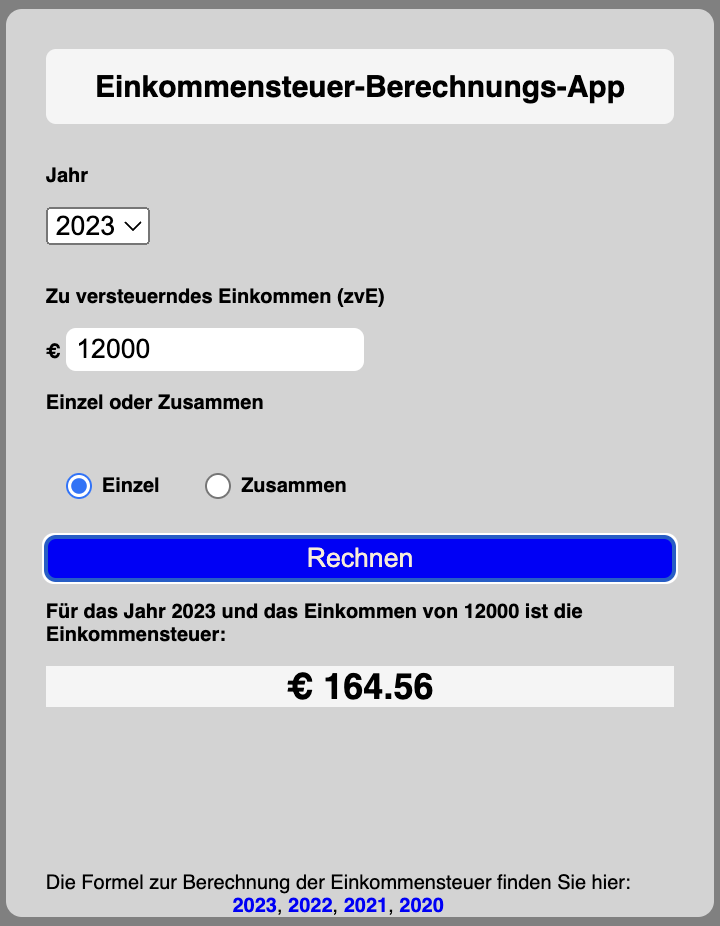 Einkommensteuer-Berechnungs-App
Jahr
2023
Zu versteuerndes Einkommen (zvE)
€ 12000
Einzel oder Zusammen
Einzel Zusammen
Rechnen
Für das Jahr 2023 und das Einkommen von 12000 ist die
Einkommensteuer:
€ 164.56
Die Formel zur Berechnung der Einkommensteuer finden Sie hier:
2023, 2022, 2021, 2020